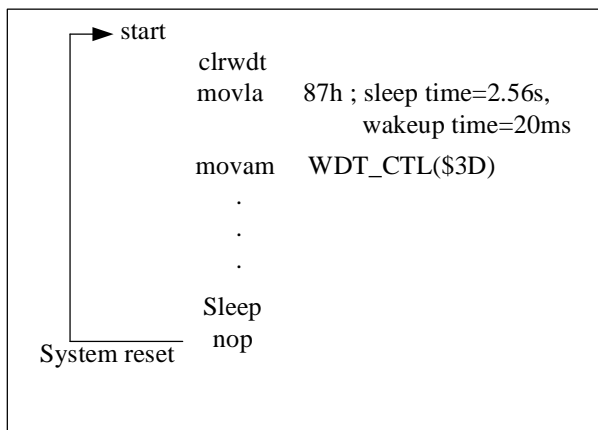 start
clrwdt
movla 87h ; sleep time=2.56s,
wakeup time=20ms
movam WDT_CTL($3D)
.
.
.
Sleep
nop
System reset